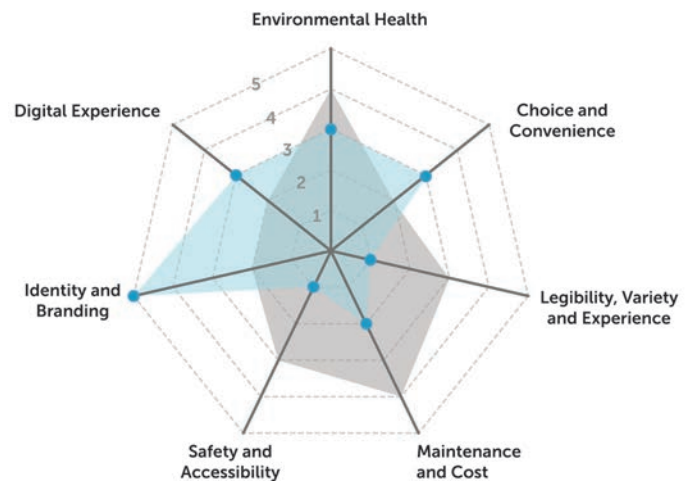 Environmental Health
5
Digital Experience
Choice and
Convenience
4
3
2
1
Identity and
Branding
Legibility, Variety
and Experience
Safety and
Accessibility
Maintenance
and Cost